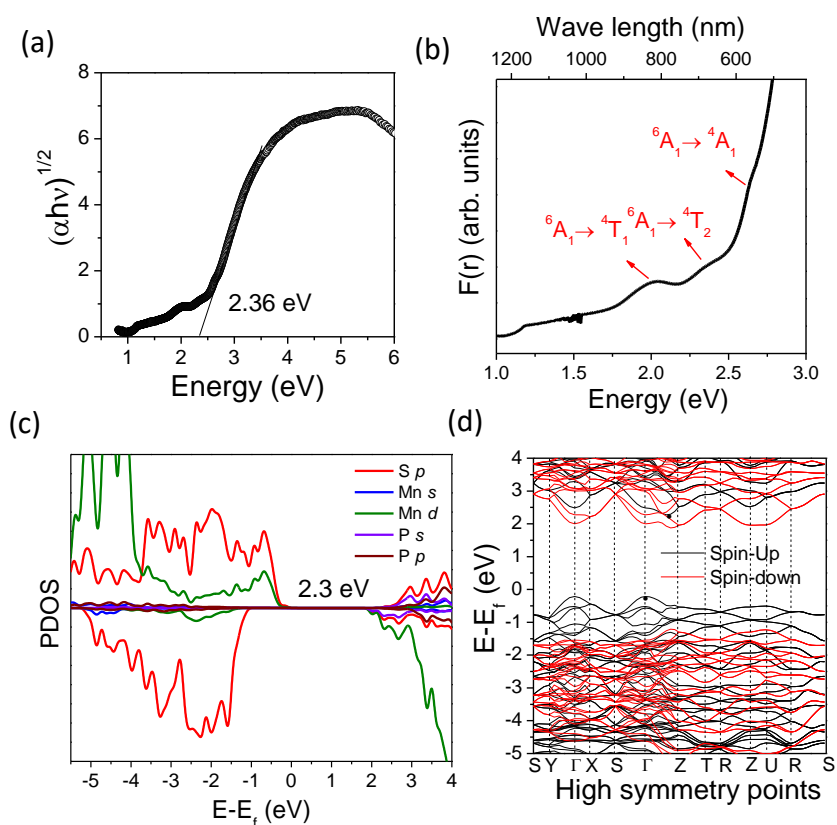 (a)
8
6
4
2
0
(αhν)^1/2
2.36 eV
1 2 3 4 5 6
Energy (eV)
(b)
Wave length (nm)
1200 1000 800 600
F(r) (arb. units)
⁶A₁→ ⁴A₁
⁶A₁→ ⁴T₁ ⁶A₁→ ⁴T₂
1.0 1.5 2.0 2.5 3.0
Energy (eV)
(c)
PDOS
S p
Mn s
Mn d
P s
P p
2.3 eV
-5 -4 -3 -2 -1 0 1 2 3 4
E-E_f (eV)
(d)
4
3
2
1
0
-1
-2
-3
-4
-5
E-E_f (eV)
Spin-Up
Spin-down
S Y Γ X S Γ Z T R Z U R S
High symmetry points